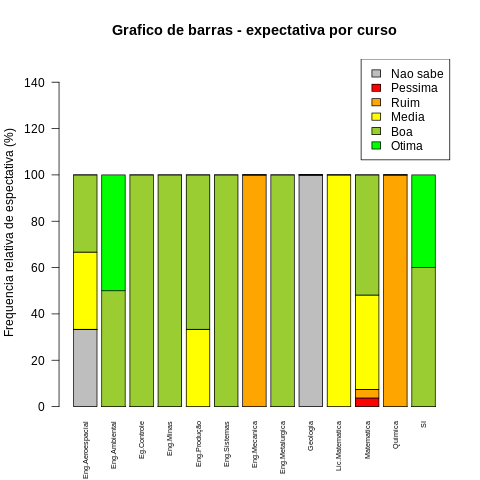 Grafico de barras - expectativa por curso
Nao sabe
Pessima
Ruim
Media
Boa
Otima
Frequencia relativa de espectativa (%)
140
120
100
80
60
40
20
0
Eng.Aeroespacial
Eng.Ambiental
Eg.Controle
Eng.Minas
Eng.Produção
Eng.Sistemas
Eng.Mecanica
Eng.Metalurgica
Geologia
Lic.Matematica
Matematica
Quimica
SI